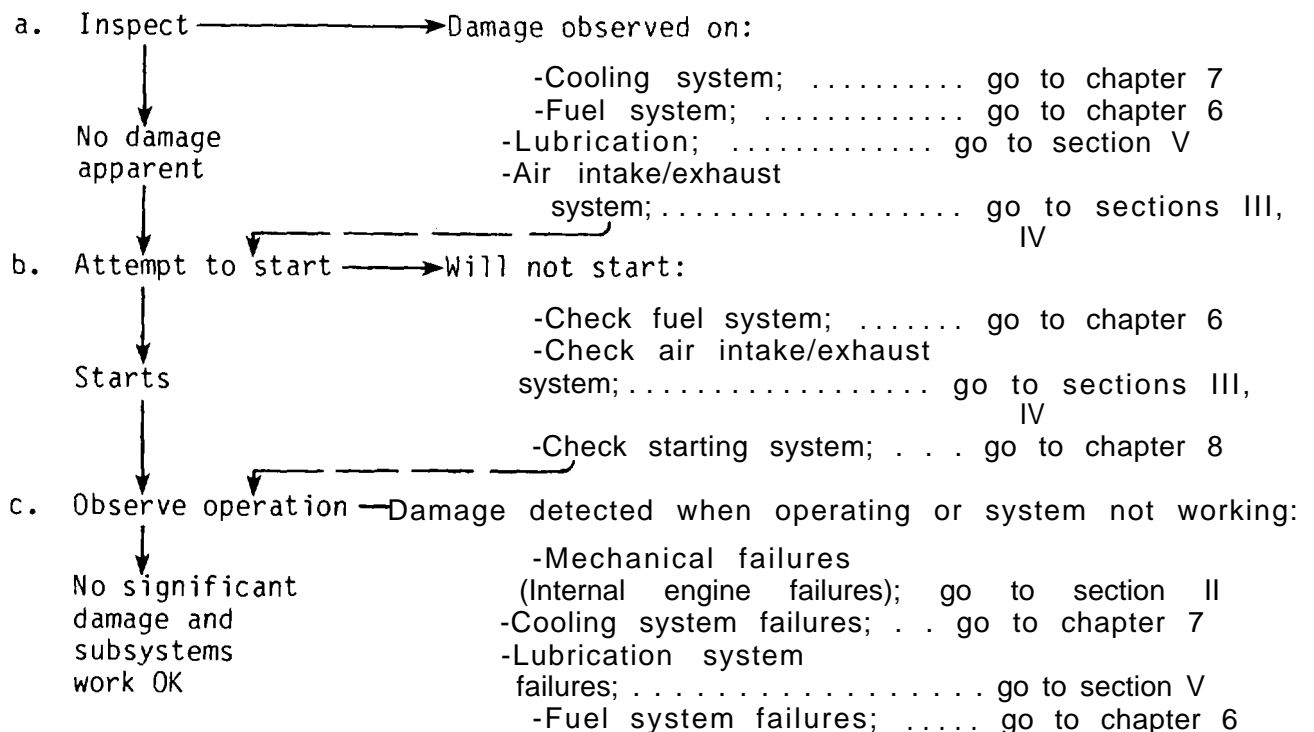 a. Inspect Damage observed on:
-Cooling system; .......... go to chapter 7
-Fuel system; ............. go to chapter 6
No damage
apparent
-Lubrication; ............. go to section V
-Air intake/exhaust
system; .................. go to sections III,
IV
b. Attempt to start Will not start:
-Check fuel system; ....... go to chapter 6
-Check air intake/exhaust
Starts
system; .................. go to sections III,
IV
-Check starting system; . . . go to chapter 8
c. Observe operation Damage detected when operating or system not working:
-Mechanical failures
(Internal engine failures); go to section II
No significant
damage and
subsystems
work OK
-Cooling system failures; . . go to chapter 7
-Lubrication system
failures; .................. go to section V
-Fuel system failures; ..... go to chapter 6